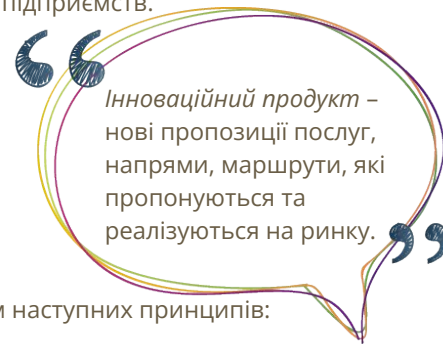 підприємств.
Інноваційний продукт –
нові пропозиції послуг,
напрями, маршрути, які
пропонуються та
реалізуються на ринку.
наступних принципів: